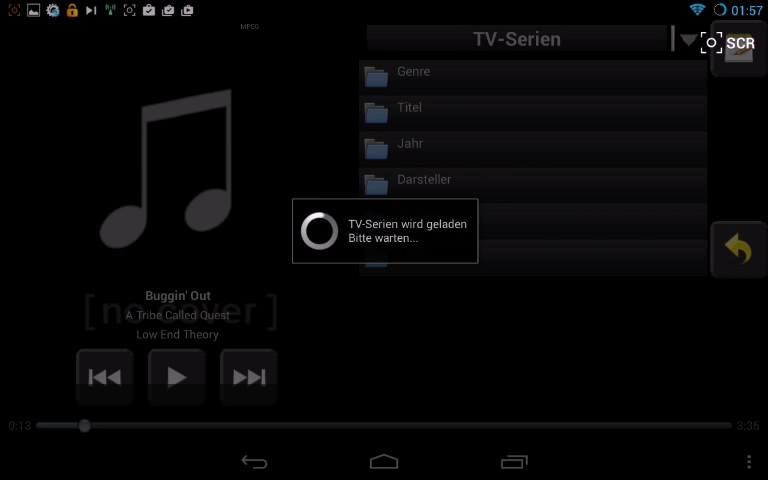 01:57
MPEG
TV-Serien
SCR
Genre
Titel
Jahr
Darsteller
TV-Serien wird geladen
Bitte warten...
[ no cover ]
Buggin' Out
A Tribe Called Quest
Low End Theory
0:13
3:35